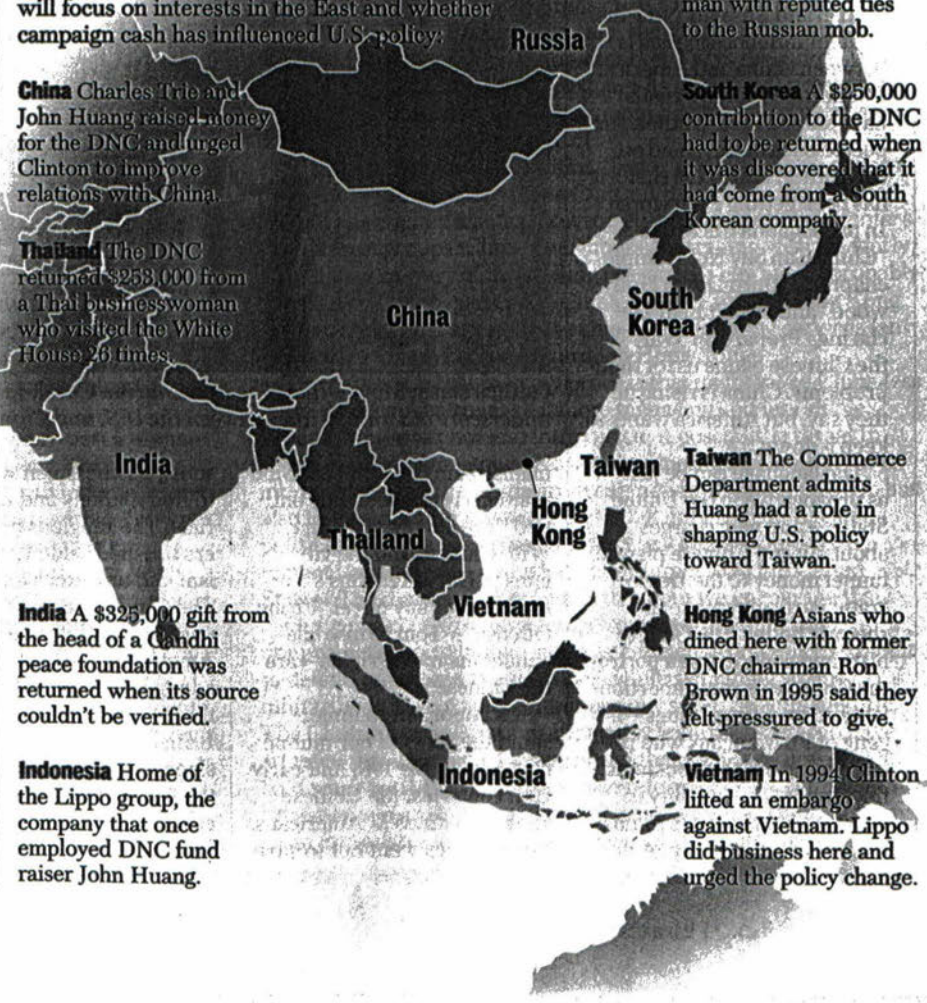 will focus on interests in the East and whether
campaign cash has influenced U.S. policy:
man with reputed ties
to the Russian mob.
Russia
China Charles Trie and
John Huang raised money
for the DNC and urged
Clinton to improve
relations with China.
South Korea A $250,000
contribution to the DNC
had to be returned when
it was discovered that it
had come from a South
Korean company.
Thailand The DNC
returned $253,000 from
a Thai businesswoman
who visited the White
House 26 times.
China
South
Korea
India
Taiwan
Hong
Kong
Thailand
Vietnam
Taiwan The Commerce
Department admits
Huang had a role in
shaping U.S. policy
toward Taiwan.
India A $325,000 gift from
the head of a Gandhi
peace foundation was
returned when its source
couldn't be verified.
Hong Kong Asians who
dined here with former
DNC chairman Ron
Brown in 1995 said they
felt pressured to give.
Indonesia Home of
the Lippo group, the
company that once
employed DNC fund
raiser John Huang.
Indonesia
Vietnam In 1994 Clinton
lifted an embargo
against Vietnam. Lippo
did business here and
urged the policy change.